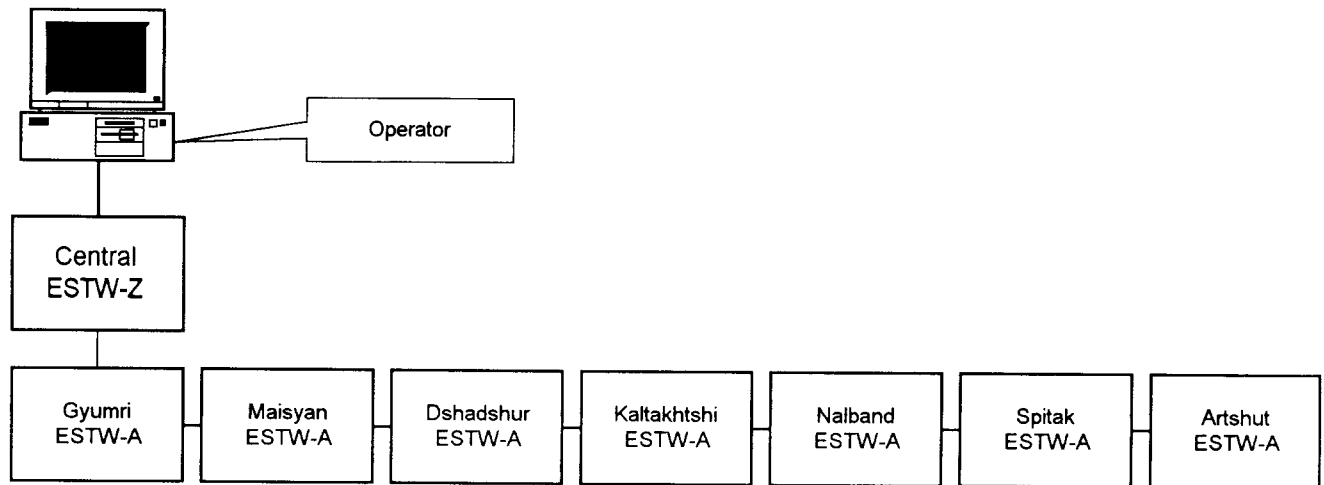 Operator
Central
ESTW-Z
Gyumri
ESTW-A
Maisyan
ESTW-A
Dshadshur
ESTW-A
Kaltakhtshi
ESTW-A
Nalband
ESTW-A
Spitak
ESTW-A
Artshut
ESTW-A